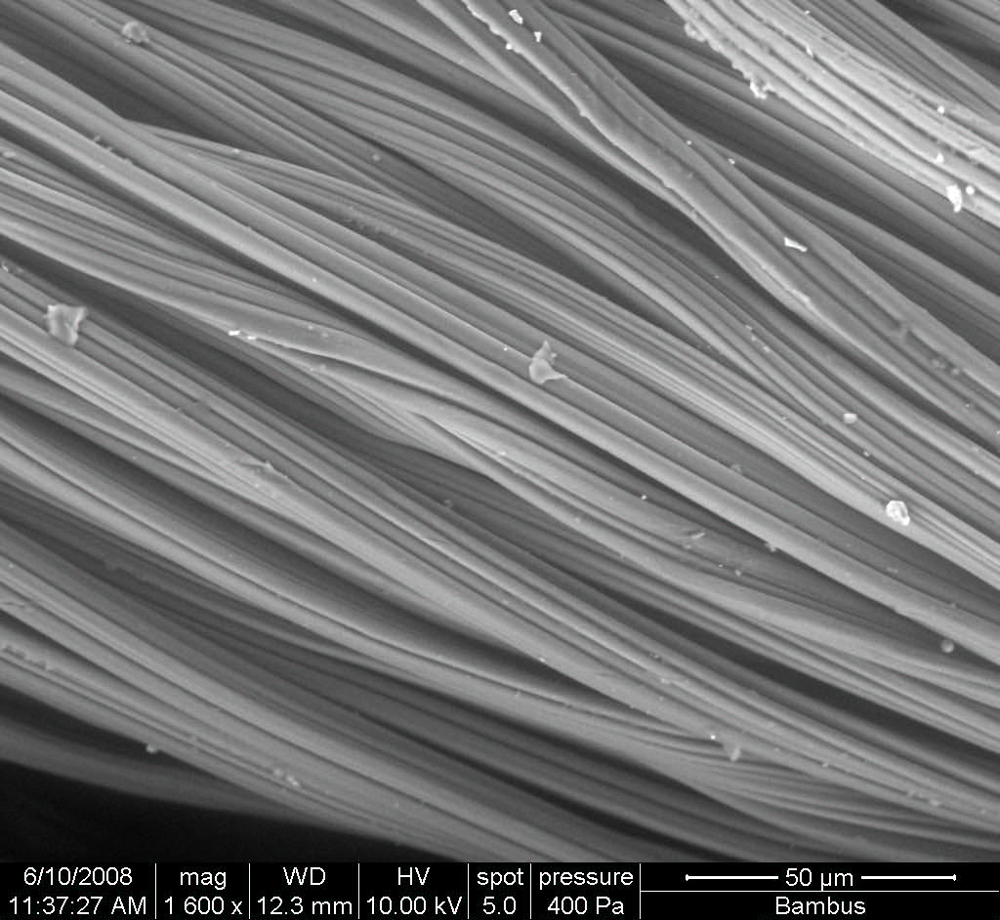 6/10/2008 mag WD HV spot pressure 50 µm
11:37:27 AM 1 600 x 12.3 mm 10.00 kV 5.0 400 Pa Bambus